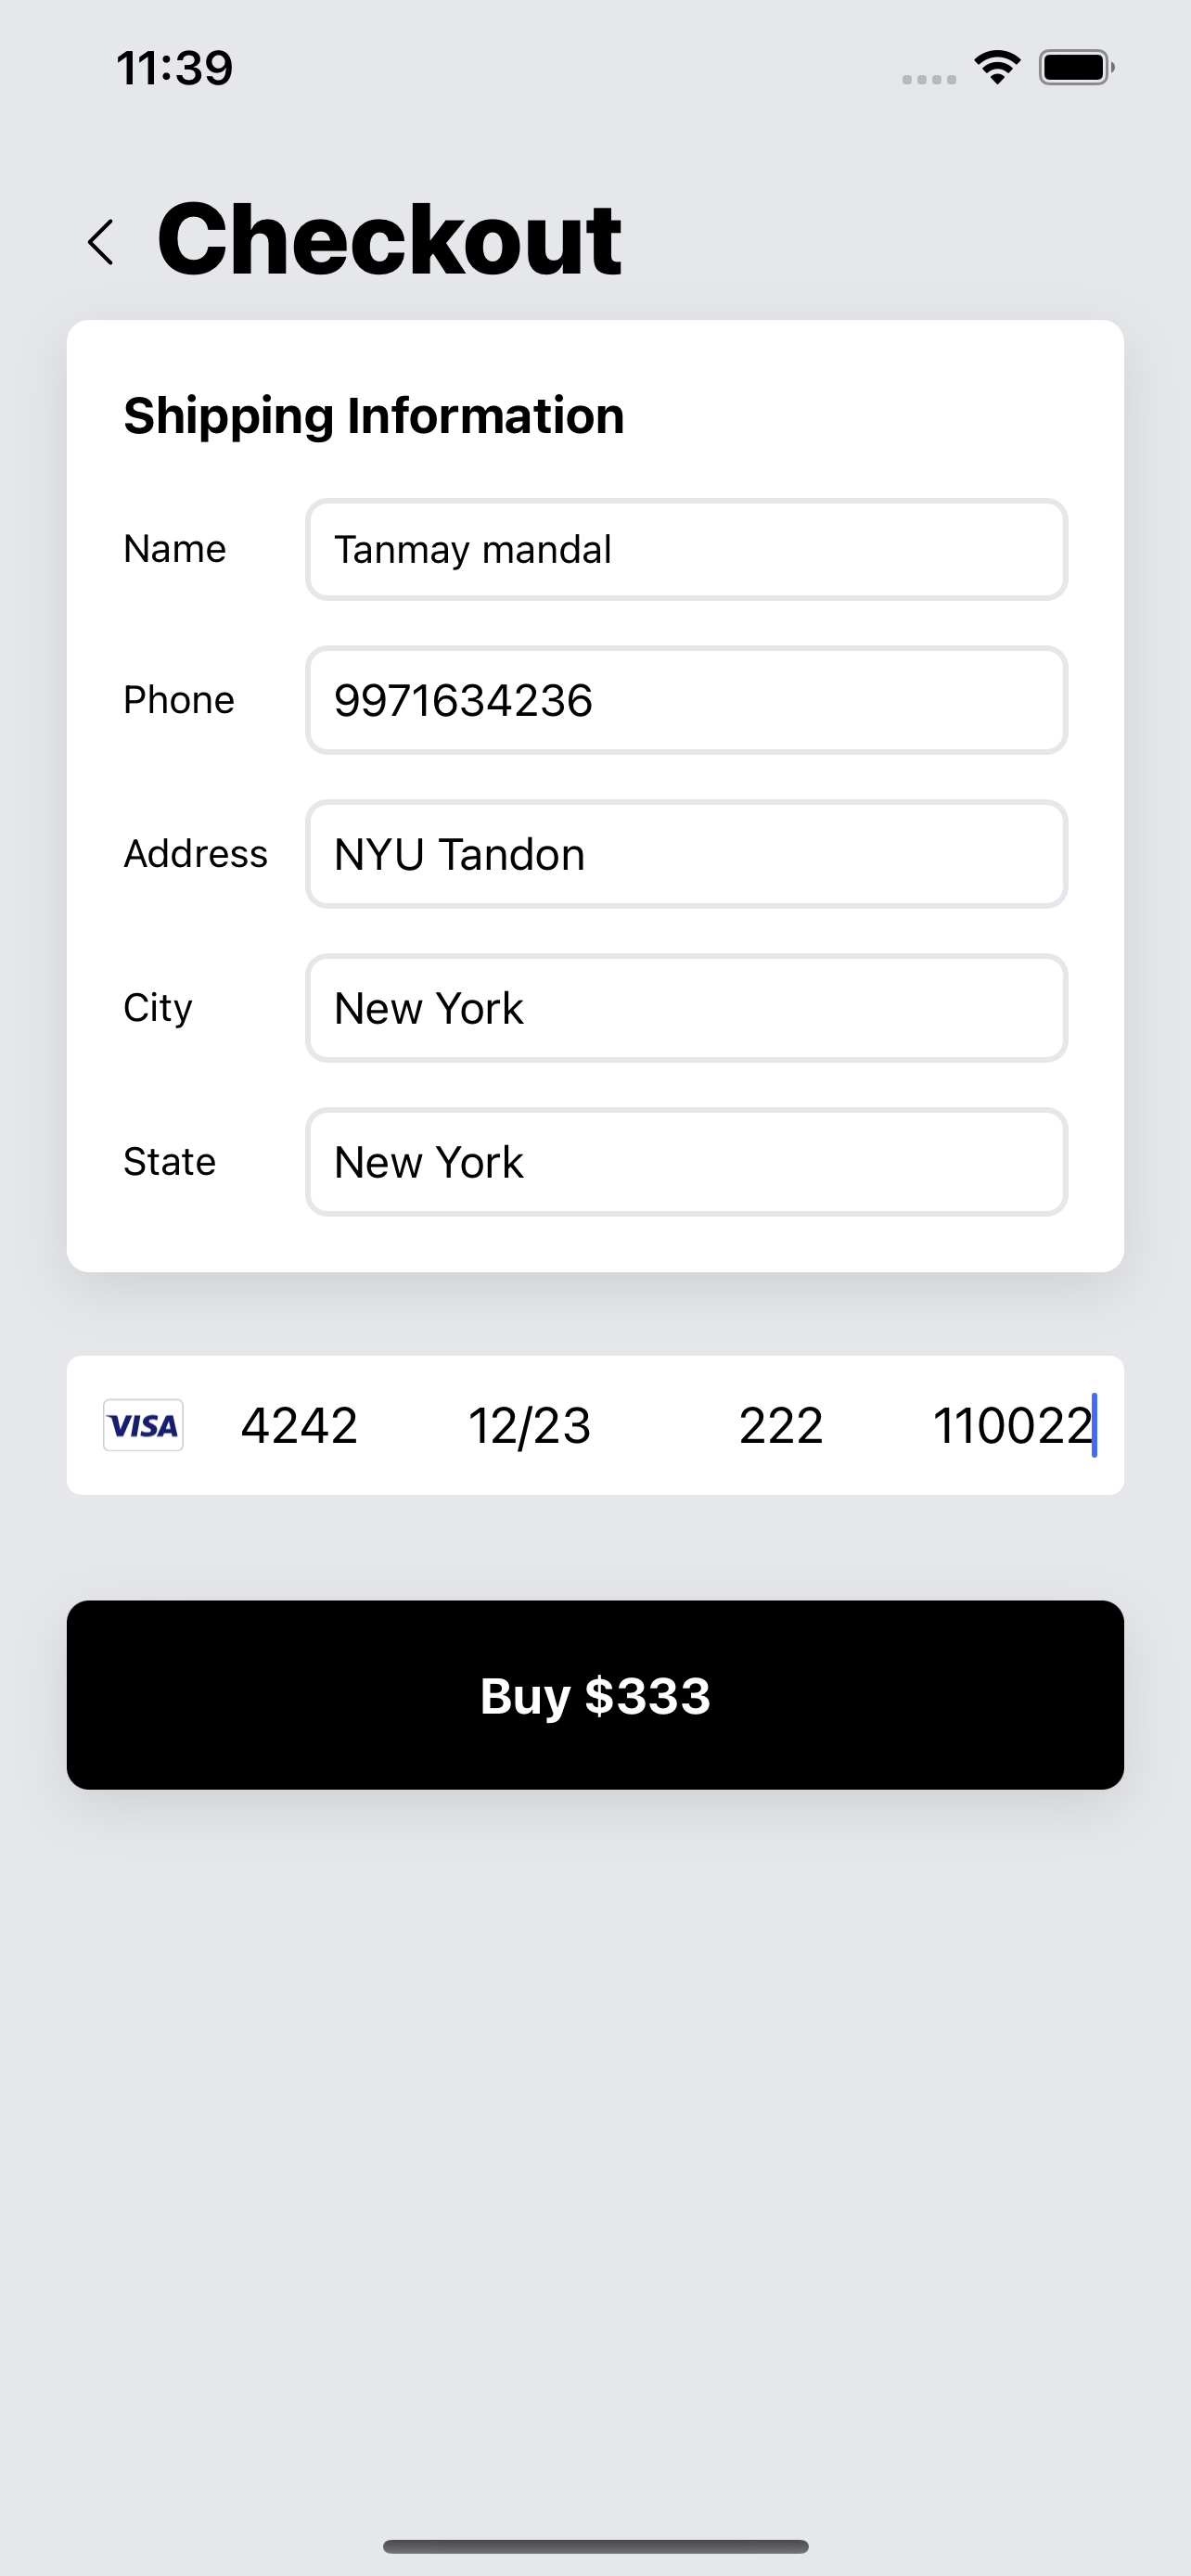 11:39
Checkout
Shipping Information
Name Tanmay mandal
Phone 9971634236
Address NYU Tandon
City New York
State New York
VISA 4242 12/23 222 110022
Buy $333